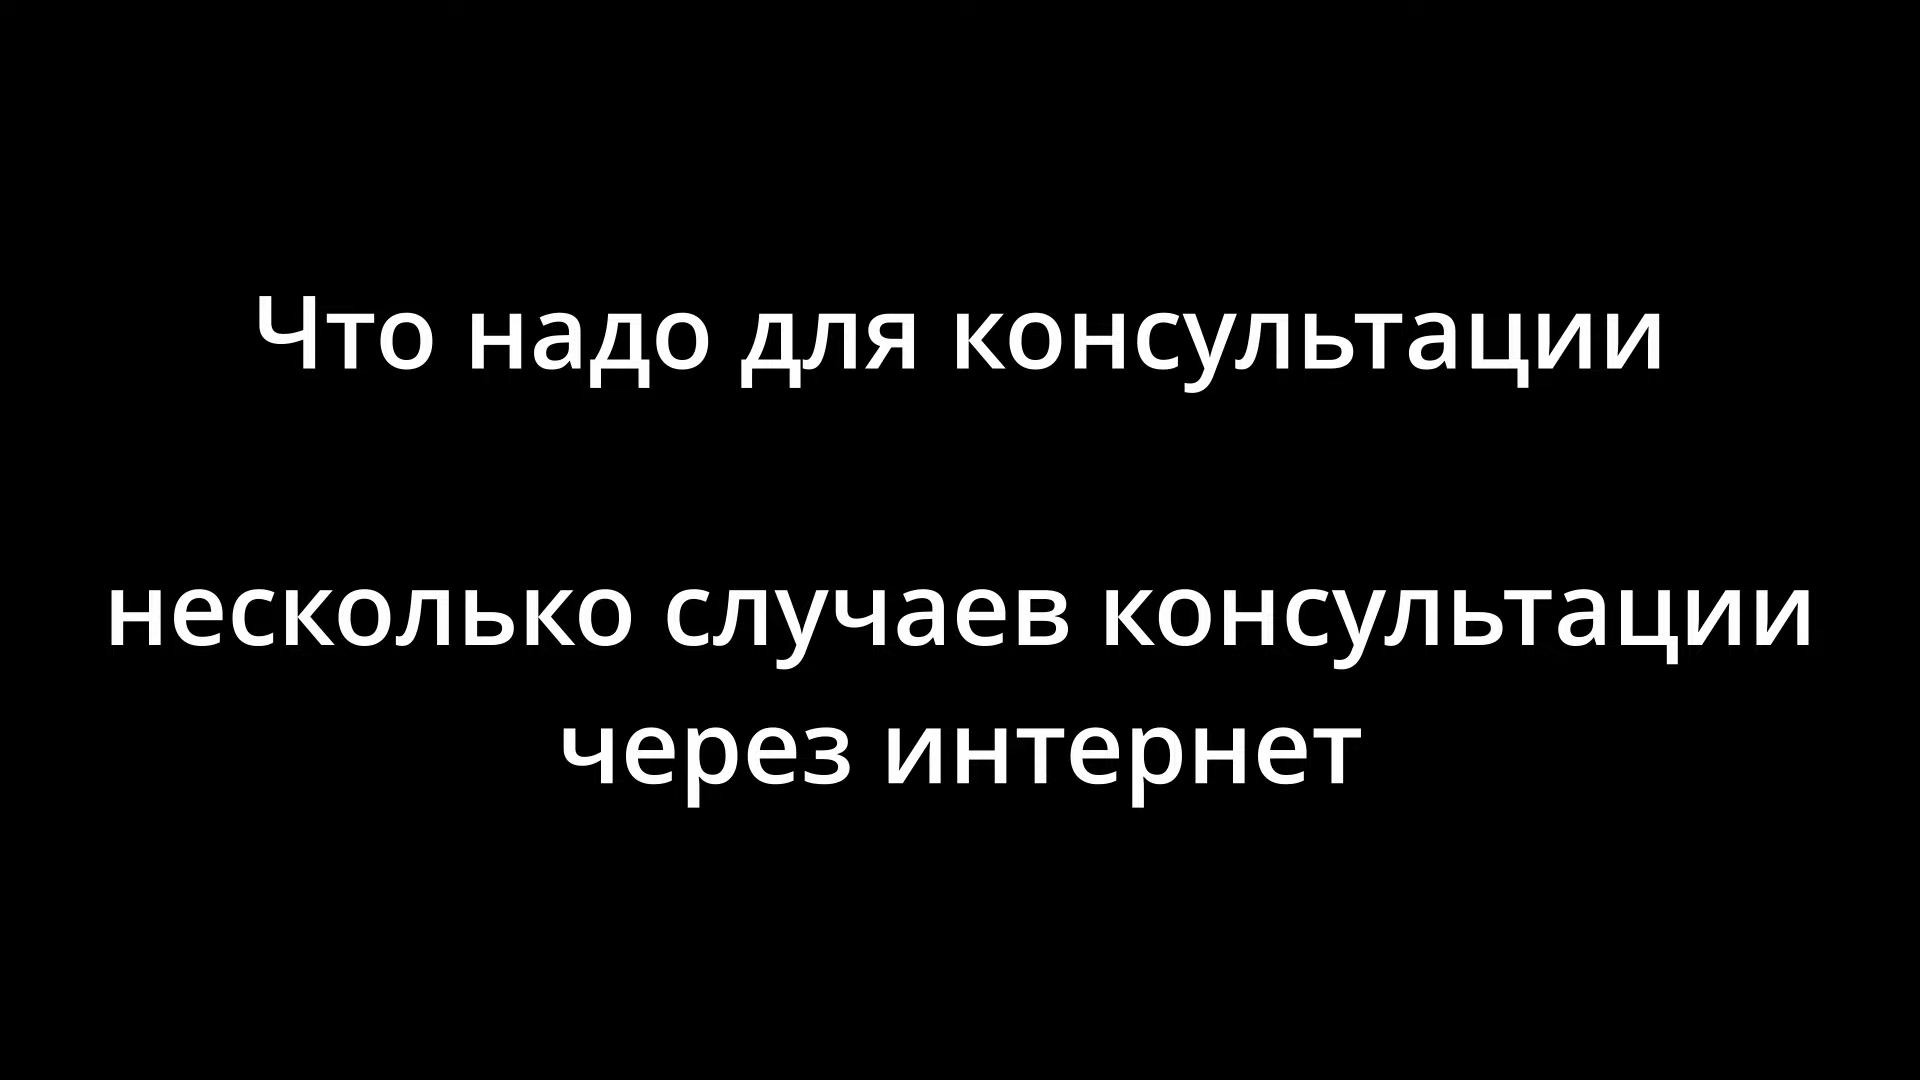 Что надо для консультации
несколько случаев консультации
через интернет